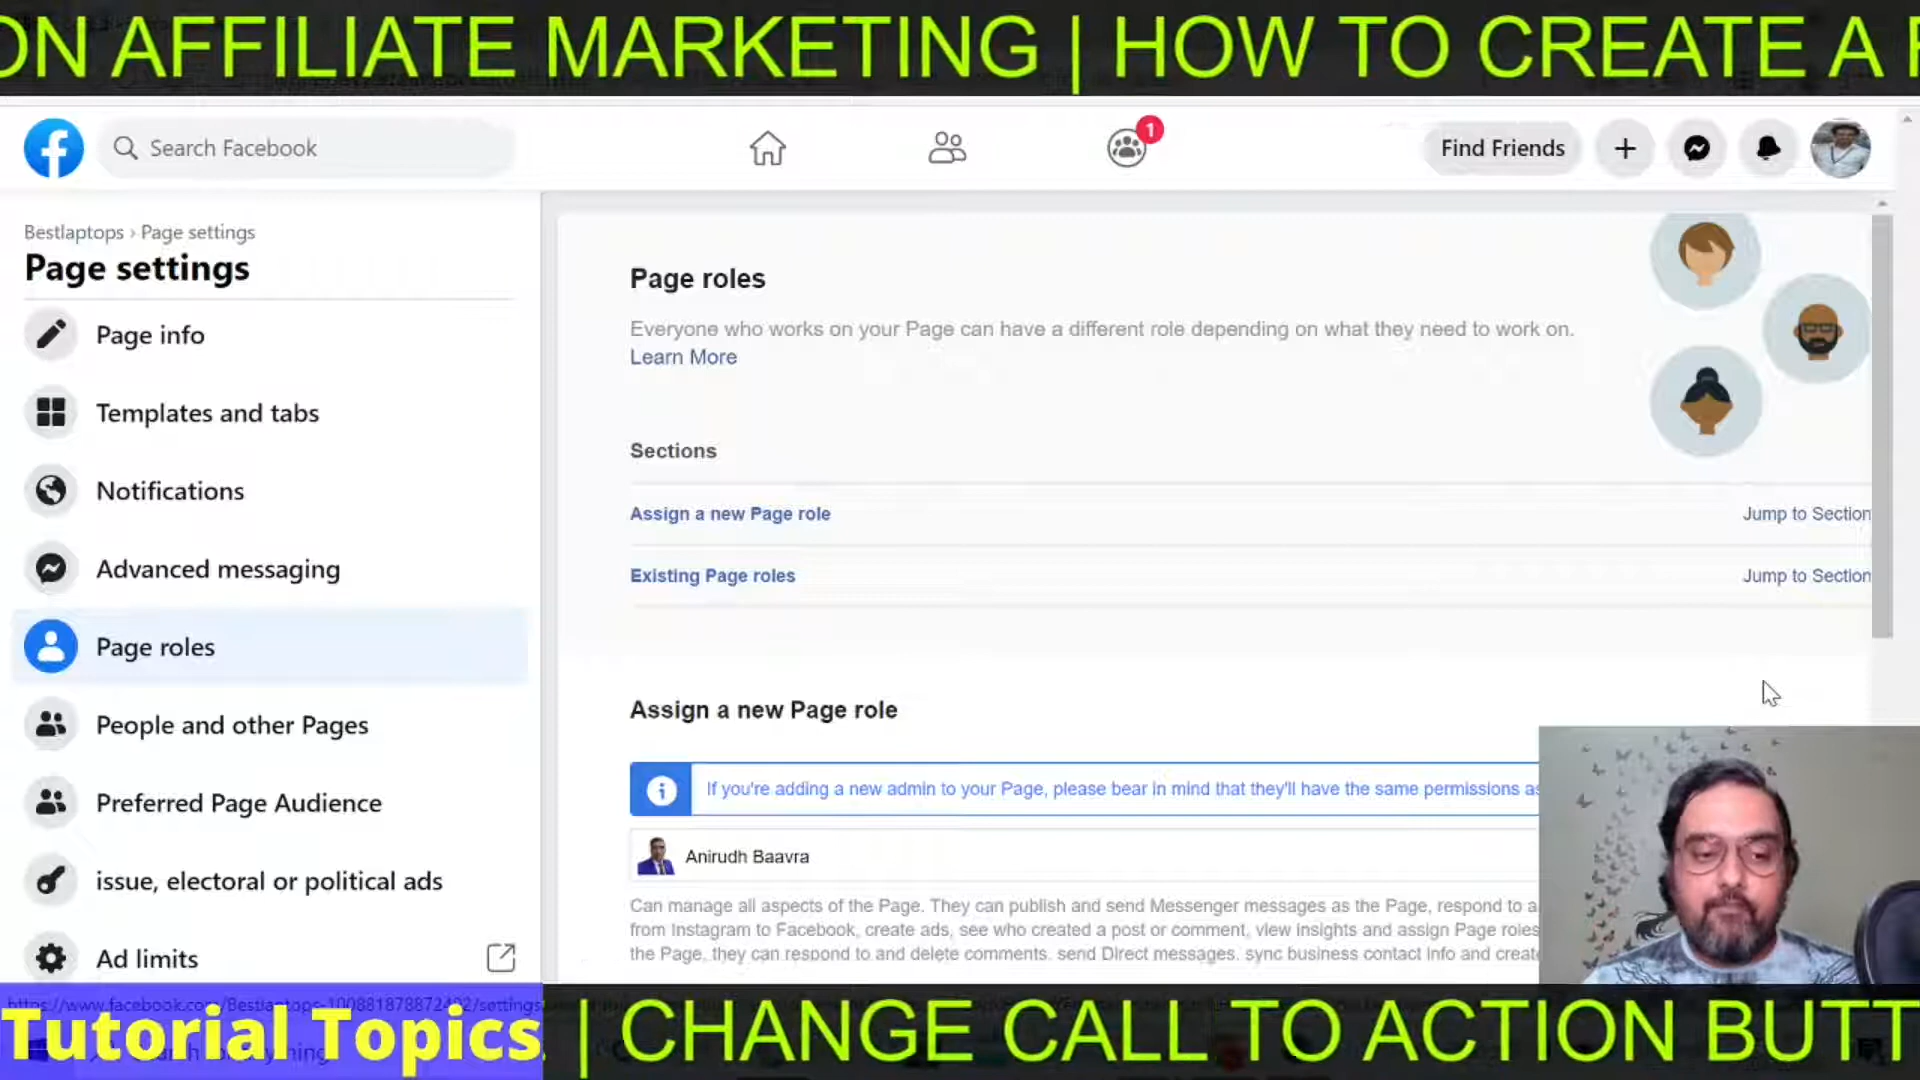 ON AFFILIATE MARKETING | HOW TO CREATE A F
Search Facebook
1
Find Friends
Bestlaptops › Page settings
Page settings
Page info
Templates and tabs
Notifications
Advanced messaging
Page roles
People and other Pages
Preferred Page Audience
issue, electoral or political ads
Ad limits
Page roles
Everyone who works on your Page can have a different role depending on what they need to work on.
Learn More
Sections
Assign a new Page role
Jump to Section
Existing Page roles
Jump to Section
Assign a new Page role
If you're adding a new admin to your Page, please bear in mind that they'll have the same permissions as
Anirudh Baavra
Can manage all aspects of the Page. They can publish and send Messenger messages as the Page, respond to a
from Instagram to Facebook, create ads, see who created a post or comment, view insights and assign Page roles
the Page, they can respond to and delete comments, send Direct messages, sync business contact info and create
Tutorial Topics
| CHANGE CALL TO ACTION BUTT